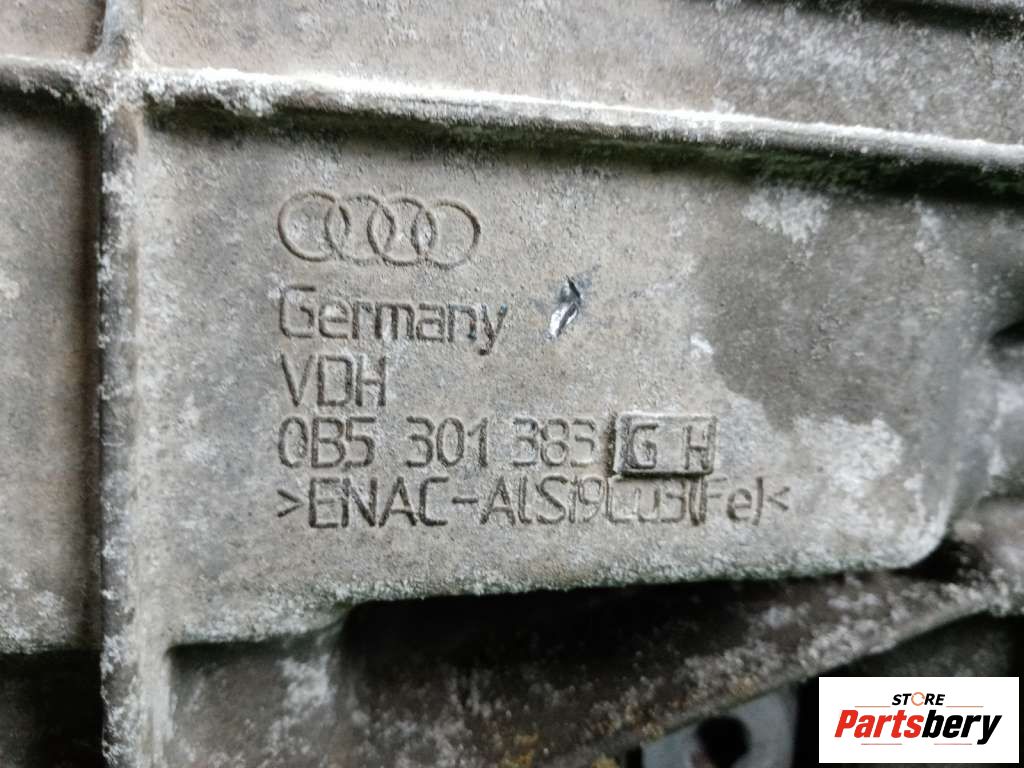 Germany
VDH
0B5 301 383 G H
>ENAC-AlSi9Cu3(Fe)<
STORE
Partsbery